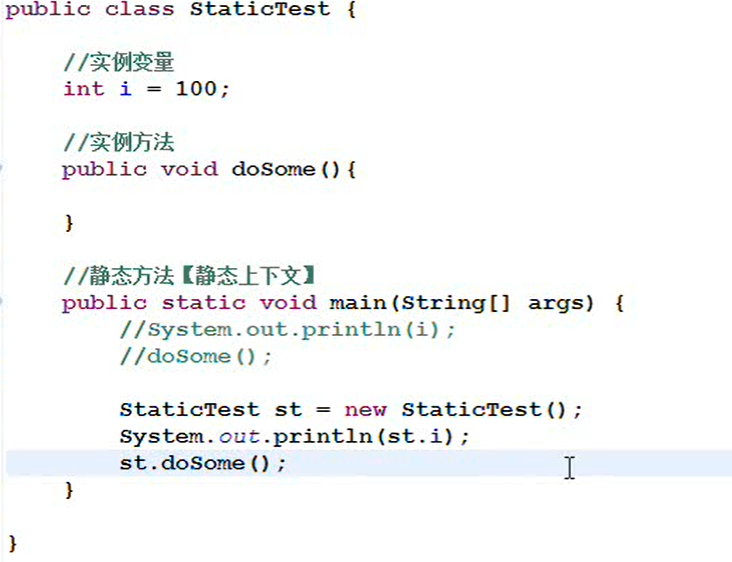 public class StaticTest {
//实例变量
int i = 100;
//实例方法
public void doSome(){
}
//静态方法【静态上下文】
public static void main(String[] args) {
//System.out.println(i);
//doSome();
StaticTest st = new StaticTest();
System.out.println(st.i);
st.doSome();
}
}